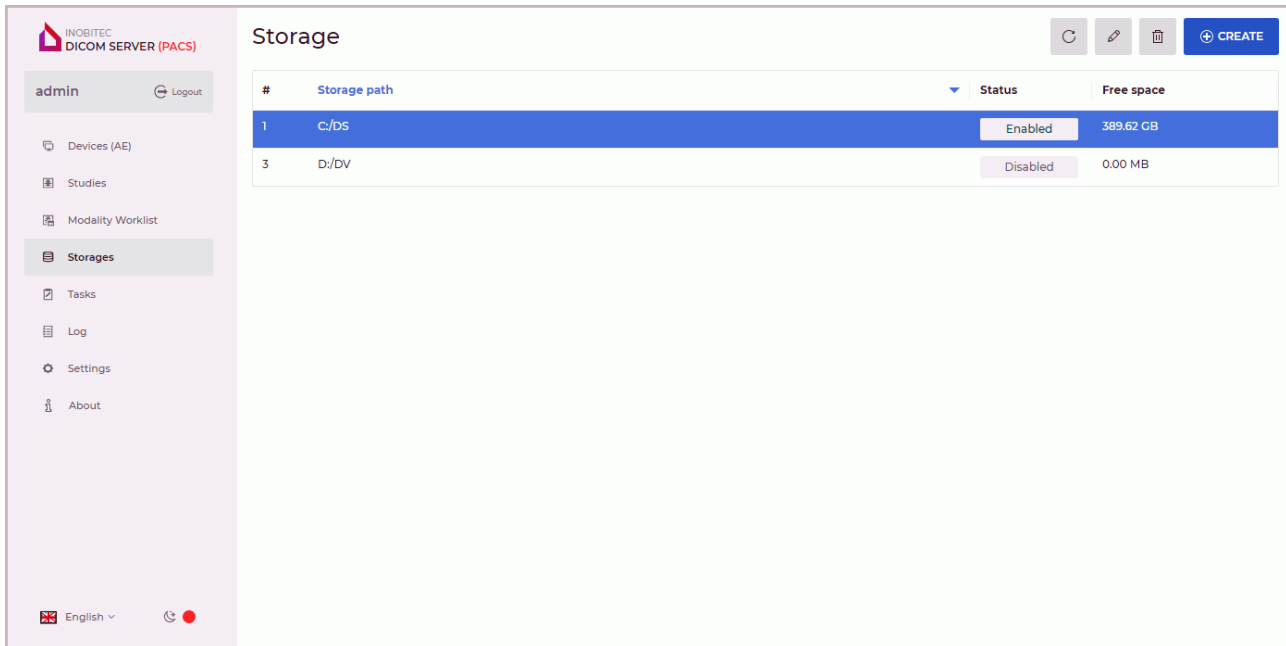 INOBITEC
DICOM SERVER (PACS)
admin
Logout
Devices (AE)
Studies
Modality Worklist
Storages
Tasks
Log
Settings
About
English
Storage
CREATE
# Storage path Status Free space
1 C:/DS Enabled 389.62 GB
3 D:/DV Disabled 0.00 MB